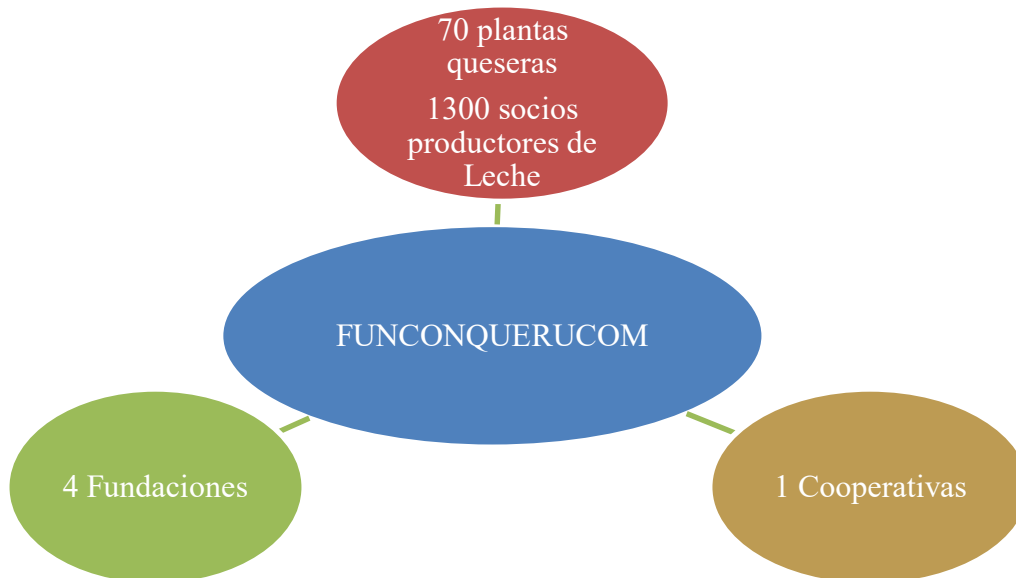 70 plantas
queseras
1300 socios
productores de
Leche
FUNCONQUERUCOM
4 Fundaciones
1 Cooperativas